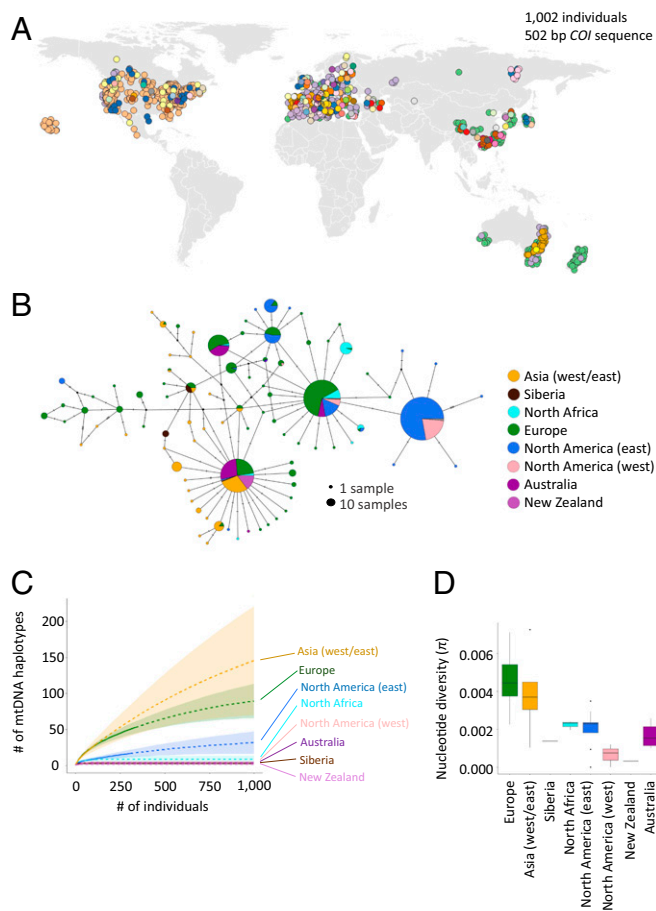 A
1,002 individuals
502 bp COI sequence
B
Asia (west/east)
Siberia
North Africa
Europe
North America (east)
North America (west)
Australia
New Zealand
1 sample
10 samples
C
# of mtDNA haplotypes
200
150
100
50
0
0
250
500
750
1,000
# of individuals
Asia (west/east)
Europe
North America (east)
North Africa
North America (west)
Australia
Siberia
New Zealand
D
Nucleotide diversity (π)
0.006
0.004
0.002
0.000
Europe
Asia (west/east)
Siberia
North Africa
North America (east)
North America (west)
New Zealand
Australia